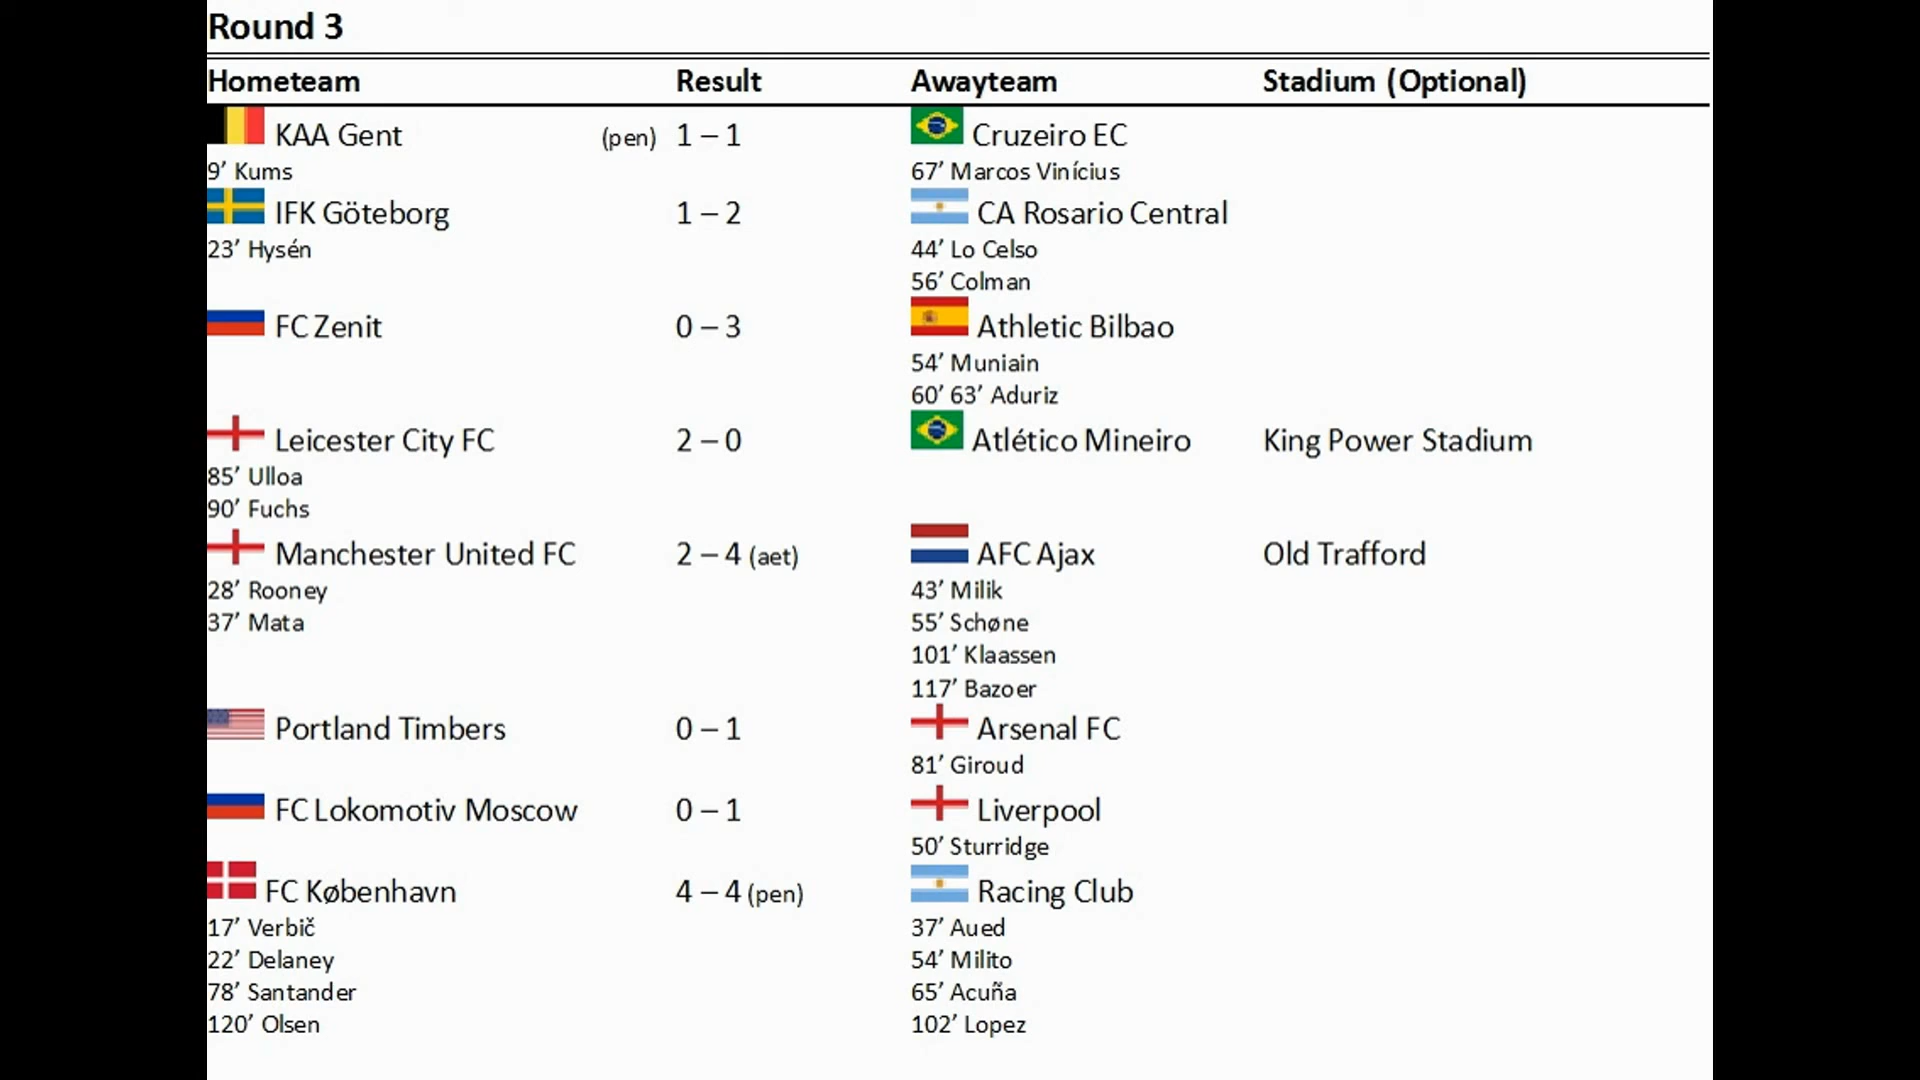 Round 3
Hometeam Result Awayteam Stadium (Optional)
KAA Gent (pen) 1 – 1 Cruzeiro EC
9’ Kums 67’ Marcos Vinícius
IFK Göteborg 1 – 2 CA Rosario Central
23’ Hysén 44’ Lo Celso
56’ Colman
FC Zenit 0 – 3 Athletic Bilbao
54’ Muniain
60’ 63’ Aduriz
Leicester City FC 2 – 0 Atlético Mineiro King Power Stadium
85’ Ulloa
90’ Fuchs
Manchester United FC 2 – 4 (aet) AFC Ajax Old Trafford
28’ Rooney 43’ Milik
37’ Mata 55’ Schøne
101’ Klaassen
117’ Bazoer
Portland Timbers 0 – 1 Arsenal FC
81’ Giroud
FC Lokomotiv Moscow 0 – 1 Liverpool
50’ Sturridge
FC København 4 – 4 (pen) Racing Club
17’ Verbič 37’ Aued
22’ Delaney 54’ Milito
78’ Santander 65’ Acuña
120’ Olsen 102’ Lopez